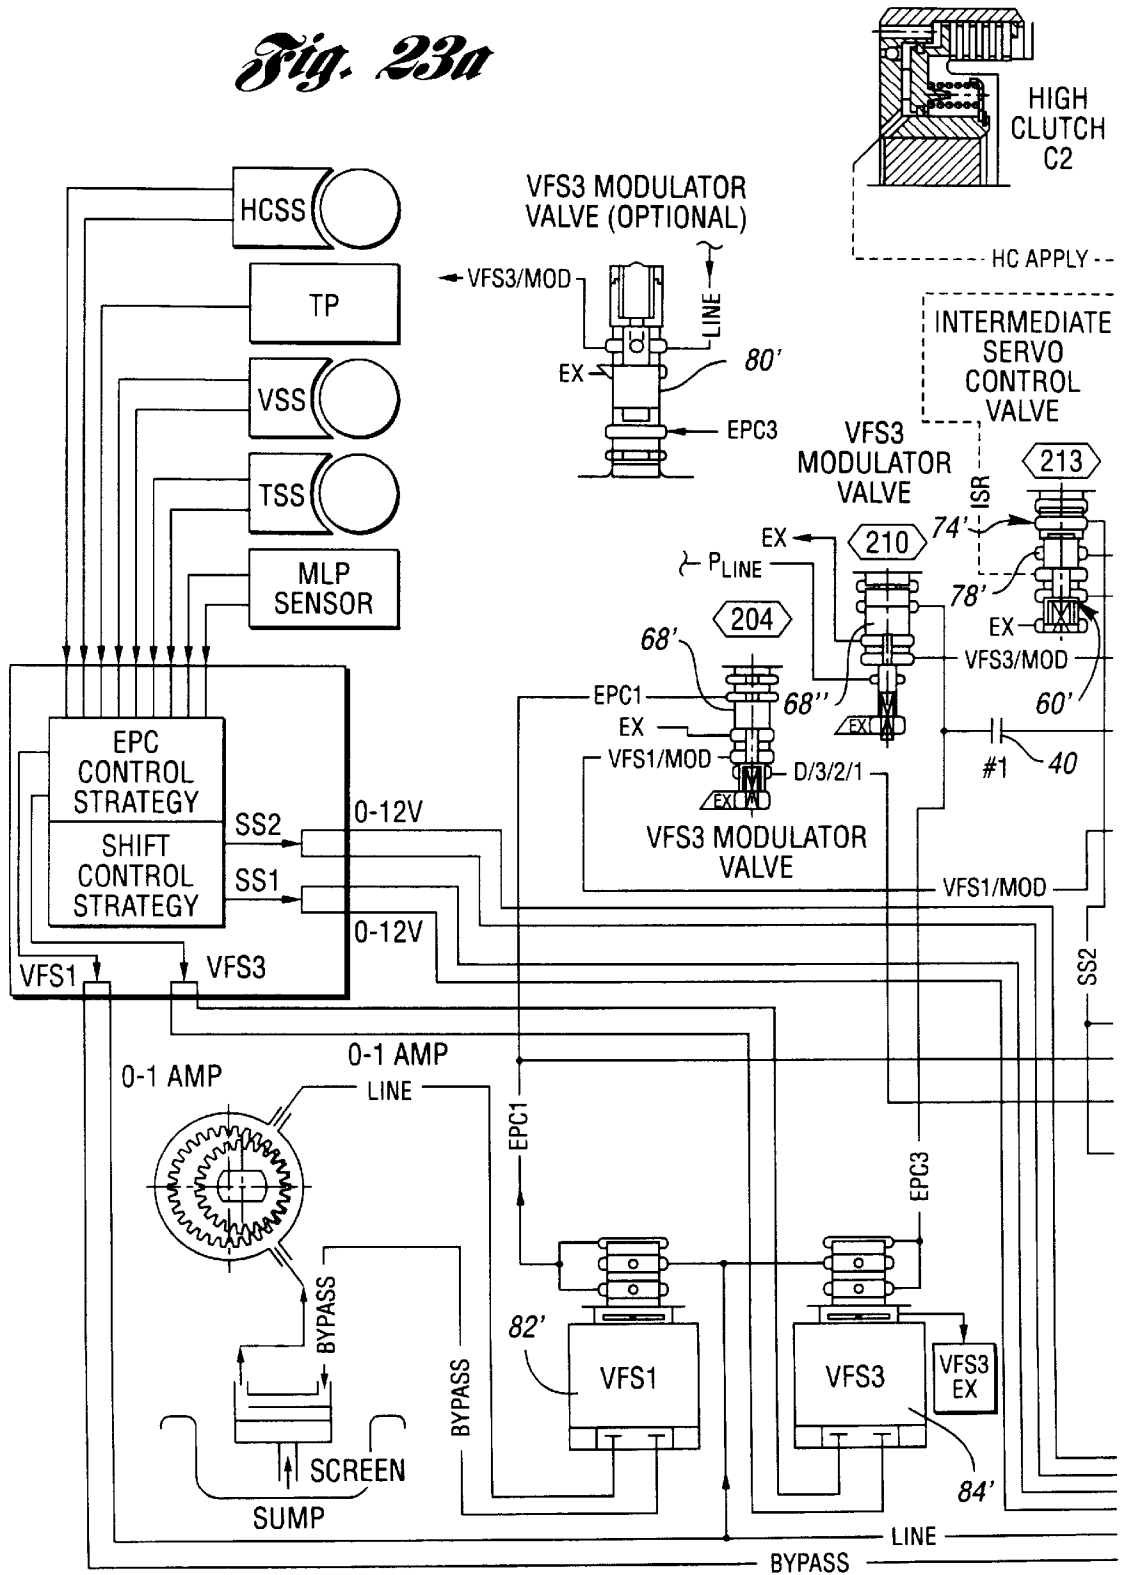 Fig. 23a
HIGH
CLUTCH
C2
HC APPLY
HCSS
TP
VSS
TSS
MLP
SENSOR
VFS3 MODULATOR
VALVE (OPTIONAL)
VFS3/MOD
LINE
80'
EX
EPC3
INTERMEDIATE
SERVO
CONTROL
VALVE
VFS3
MODULATOR
VALVE
213
ISR
74'
EX
210
PLINE
78'
204
68'
EX
VFS3/MOD
EPC1
68''
60'
EX
EX
VFS1/MOD
D/3/2/1
#1
40
EX
VFS3 MODULATOR
VALVE
VFS1/MOD
EPC
CONTROL
STRATEGY
SHIFT
CONTROL
STRATEGY
SS2
0-12V
SS1
0-12V
VFS1
VFS3
SS2
0-1 AMP
0-1 AMP
LINE
EPC1
EPC3
BYPASS
BYPASS
82'
VFS1
VFS3
VFS3
EX
84'
SCREEN
SUMP
LINE
BYPASS